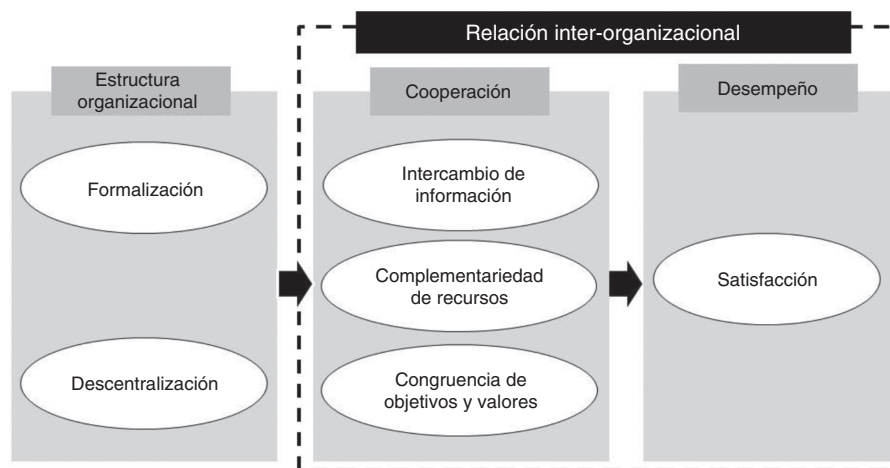 Relación inter-organizacional
Estructura
organizacional
Formalización
Descentralización
Cooperación
Intercambio de
información
Complementariedad
de recursos
Congruencia de
objetivos y valores
Desempeño
Satisfacción